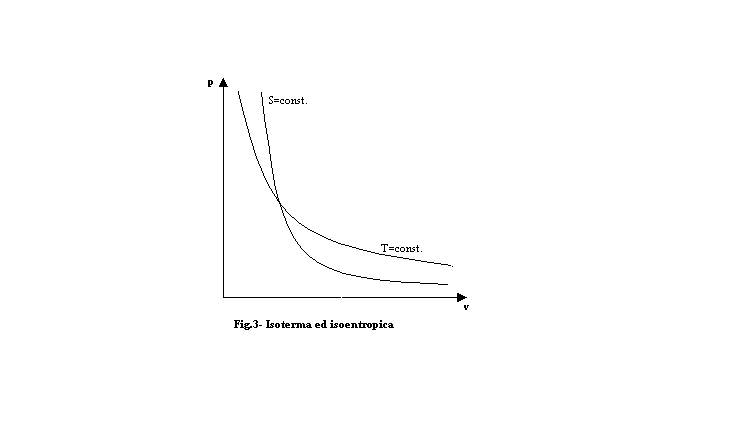 p
S=const.
T=const.
v
Fig.3- Isoterma ed isoentropica